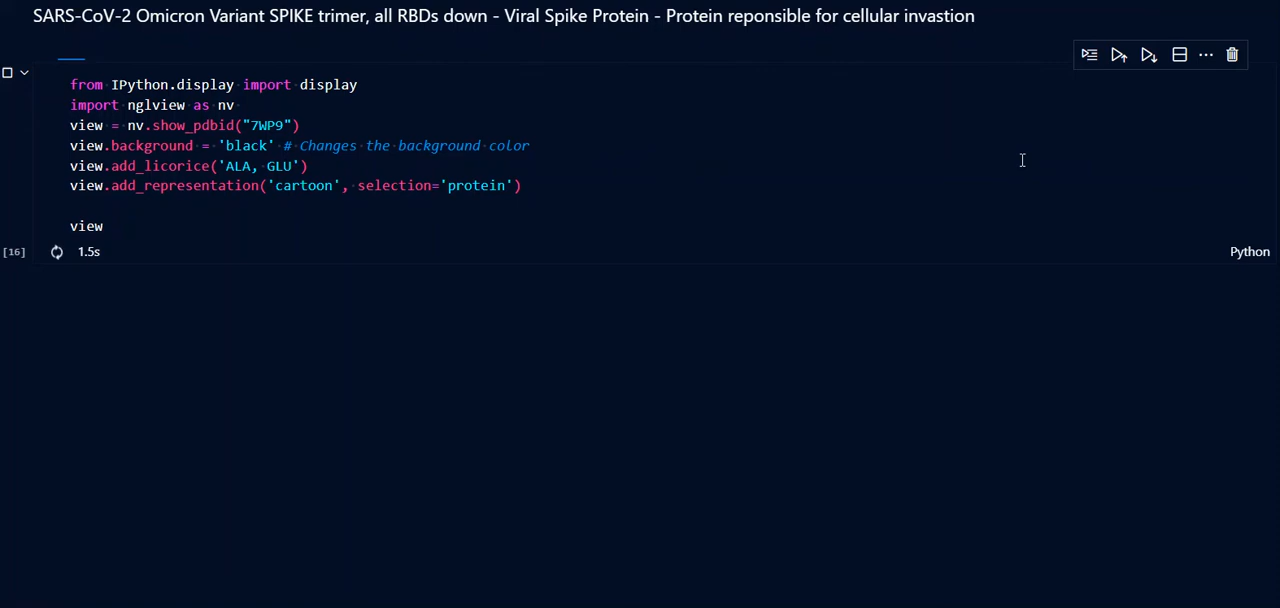 SARS-CoV-2 Omicron Variant SPIKE trimer, all RBDs down - Viral Spike Protein - Protein reponsible for cellular invastion
from IPython.display import display
import nglview as nv
view = nv.show_pdbid("7WP9")
view.background = 'black' # Changes the background color
view.add_licorice('ALA, GLU')
view.add_representation('cartoon', selection='protein')
view
[16] 1.5s Python